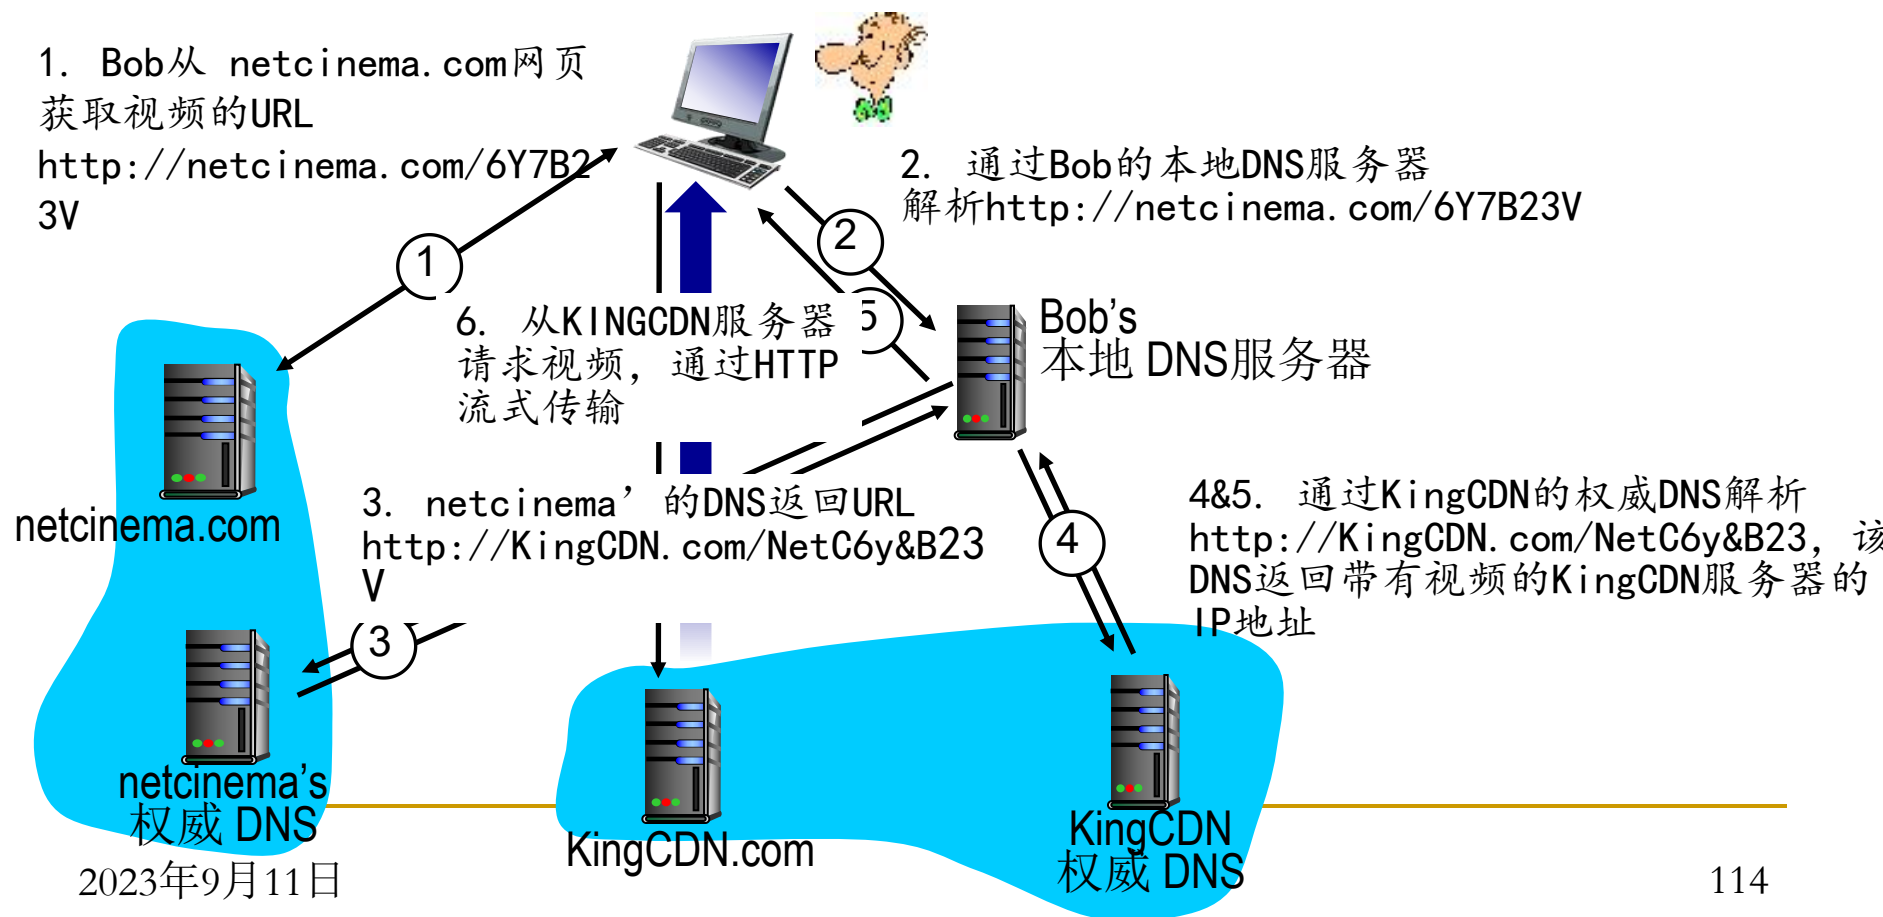 1. Bob从 netcinema.com网页
获取视频的URL
http://netcinema.com/6Y7B2
3V
2. 通过Bob的本地DNS服务器
解析http://netcinema.com/6Y7B23V
1
2
5
6. 从KINGCDN服务器
请求视频, 通过HTTP
流式传输
Bob's
本地 DNS服务器
netcinema.com
3. netcinema’的DNS返回URL
http://KingCDN.com/NetC6y&B23
V
4
4&5. 通过KingCDN的权威DNS解析
http://KingCDN.com/NetC6y&B23, 该
DNS返回带有视频的KingCDN服务器的
IP地址
3
netcinema's
权威 DNS
KingCDN.com
KingCDN
权威 DNS
2023年9月11日
114